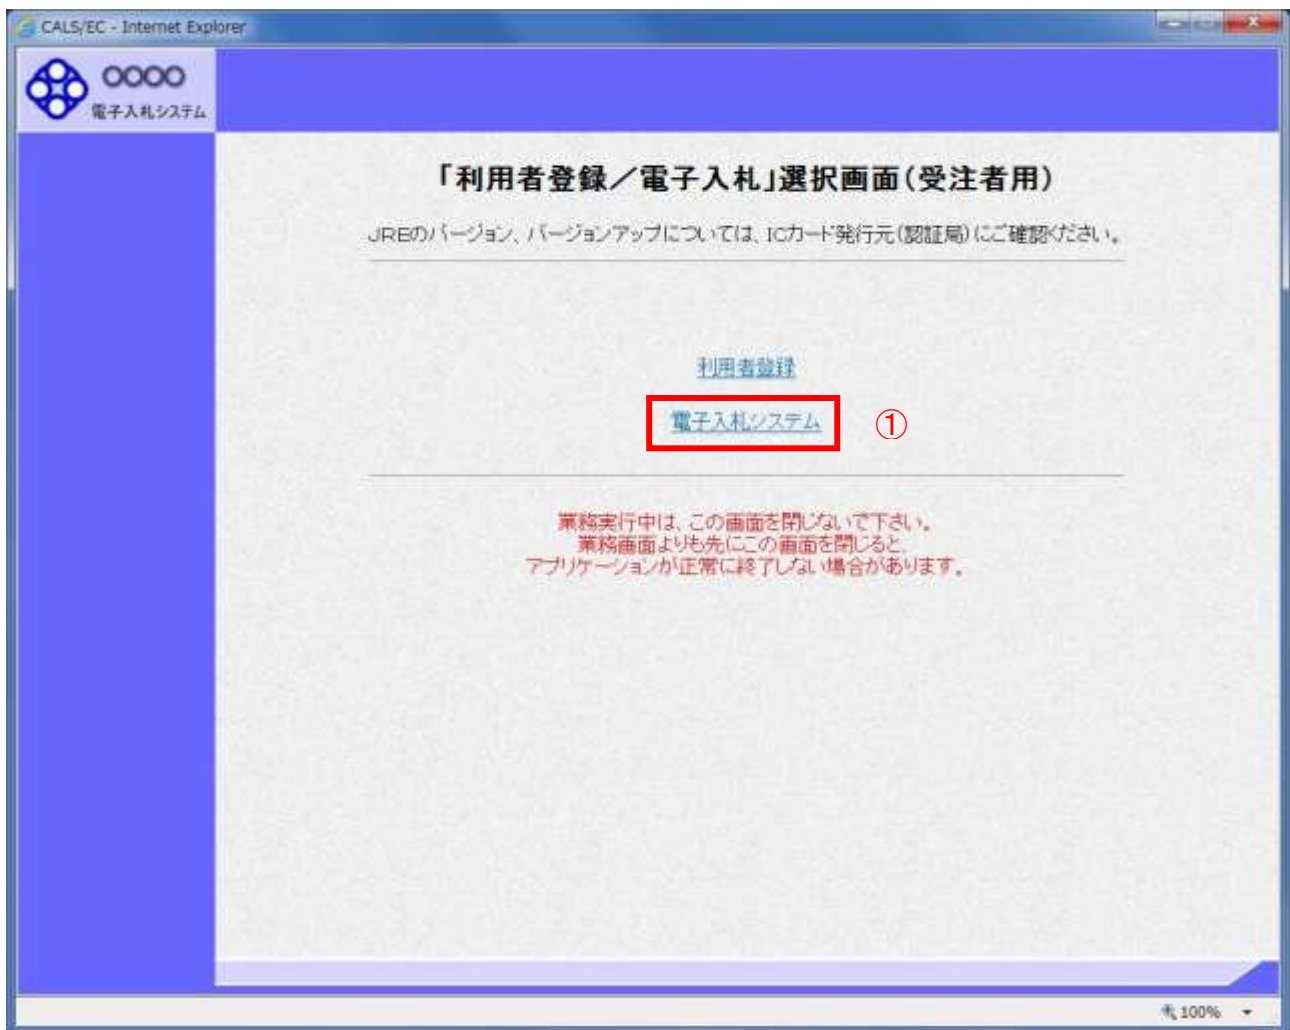 CALS/EC - Internet Explorer
○○○○
電子入札システム
「利用者登録／電子入札」選択画面(受注者用)
JREのバージョン、バージョンアップについては、ICカード発行元(認証局)にご確認ください。
利用者登録
電子入札システム
①
業務実行中は、この画面を閉じないで下さい。
業務画面よりも先にこの画面を閉じると、
アプリケーションが正常に終了しない場合があります。
100%